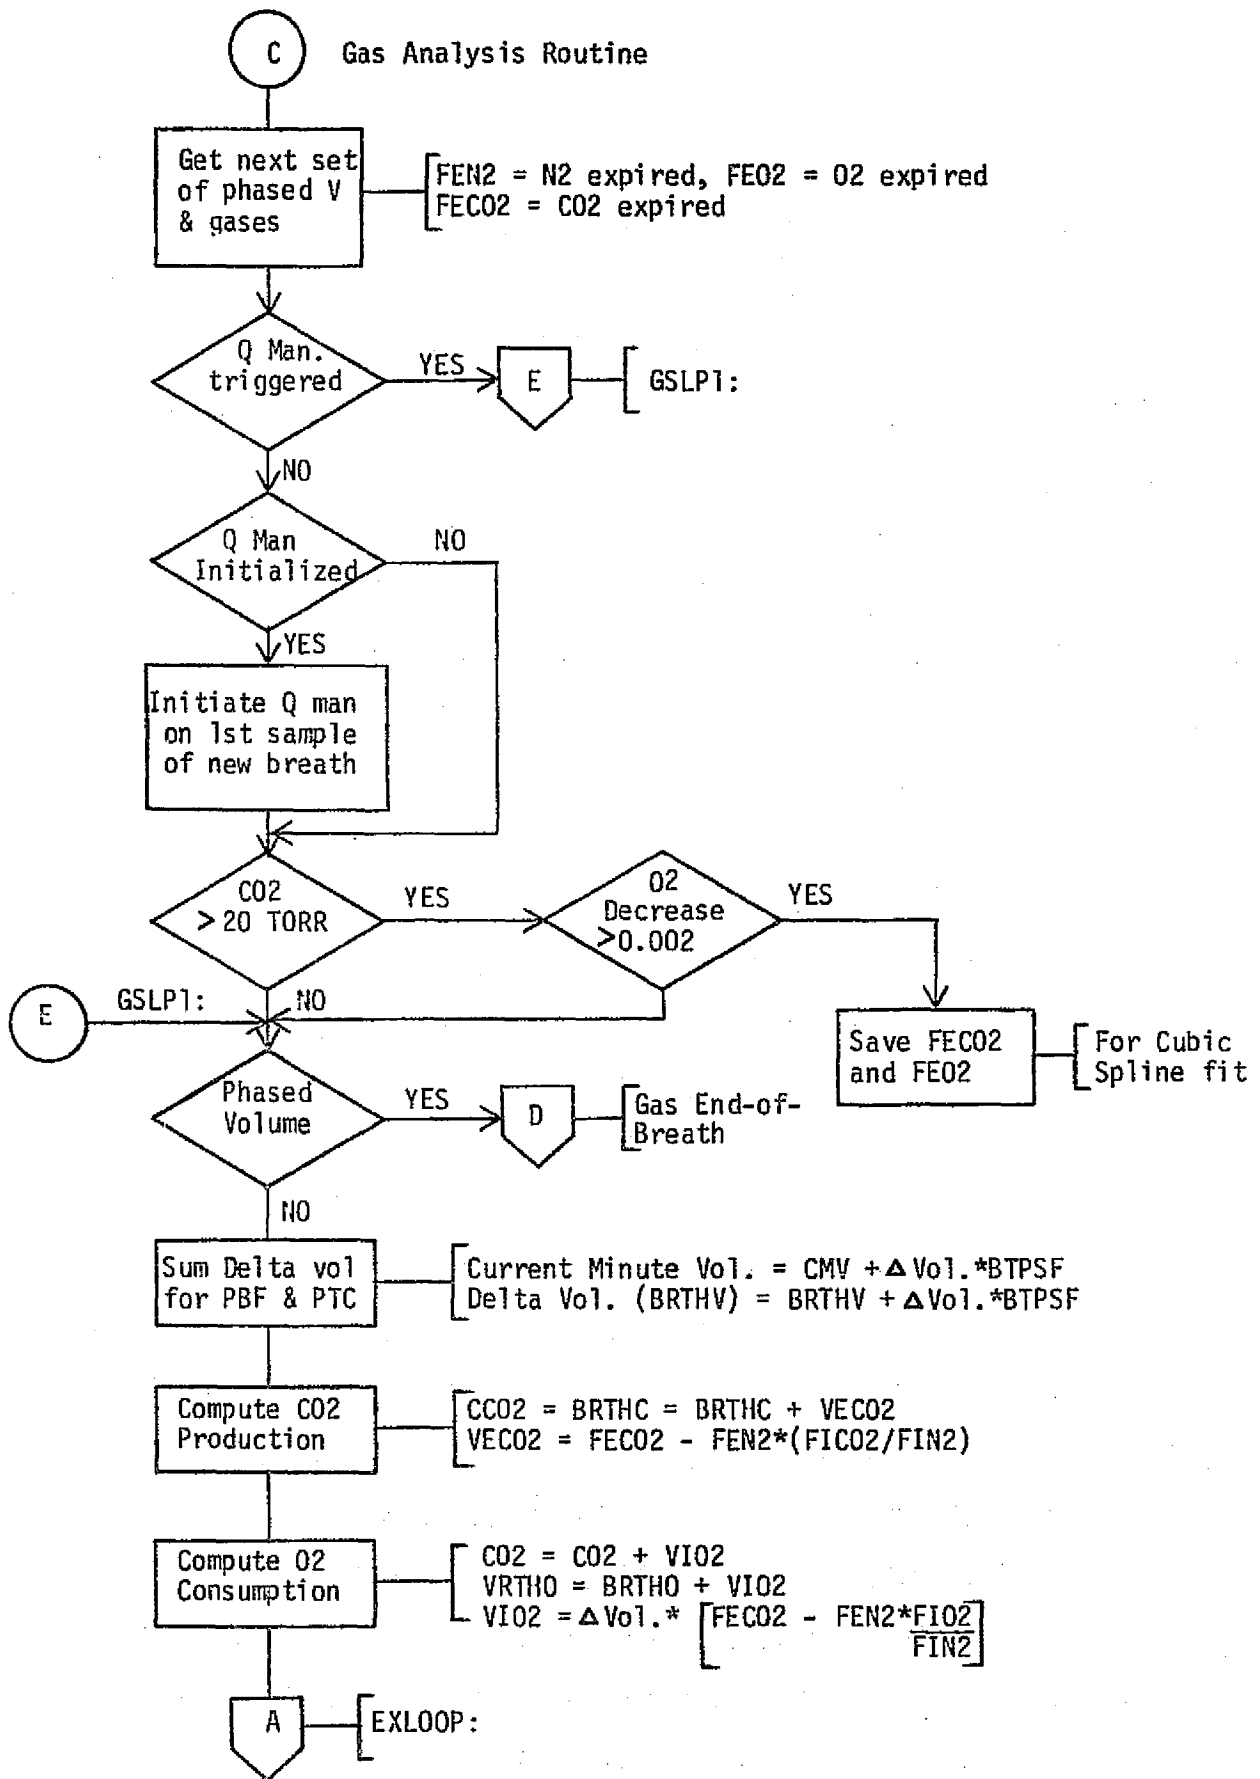 C
Gas Analysis Routine
Get next set
of phased V
& gases
FEN2 = N2 expired, FEO2 = O2 expired
FECO2 = CO2 expired
Q Man.
triggered
YES
E
GSLP1:
NO
Q Man
Initialized
NO
YES
Initiate Q man
on 1st sample
of new breath
CO2
> 20 TORR
YES
O2
Decrease
>0.002
YES
E
GSLP1:
NO
Save FECO2
and FEO2
For Cubic
Spline fit
Phased
Volume
YES
D
Gas End-of-
Breath
NO
Sum Delta vol
for PBF & PTC
Current Minute Vol. = CMV + Δ Vol.*BTPSF
Delta Vol. (BRTHV) = BRTHV + Δ Vol.*BTPSF
Compute CO2
Production
CCO2 = BRTHC = BRTHC + VECO2
VECO2 = FECO2 - FEN2*(FICO2/FIN2)
Compute O2
Consumption
CO2 = CO2 + VIO2
VRTHO = BRTHO + VIO2
VIO2 = Δ Vol.* [FECO2 - FEN2*FIO2
FIN2]
A
EXLOOP: